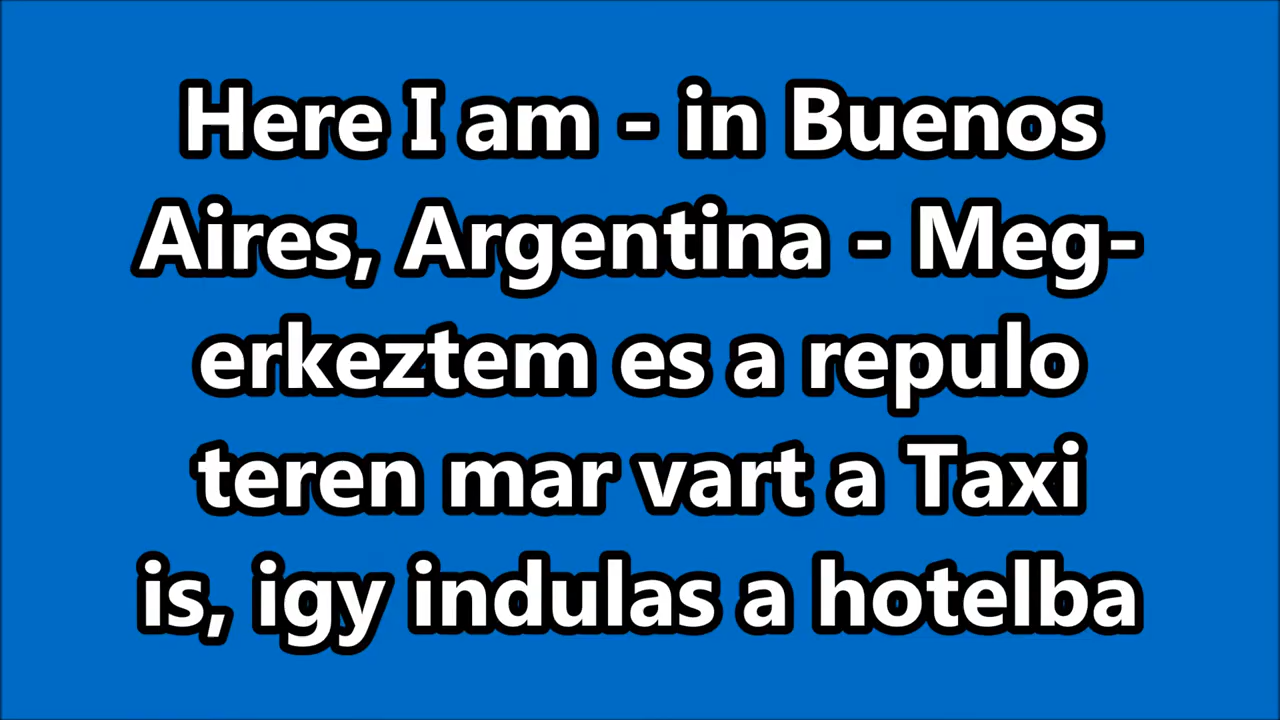 Here I am - in Buenos
Aires, Argentina - Meg-
erkeztem es a repulo
teren mar vart a Taxi
is, igy indulas a hotelba